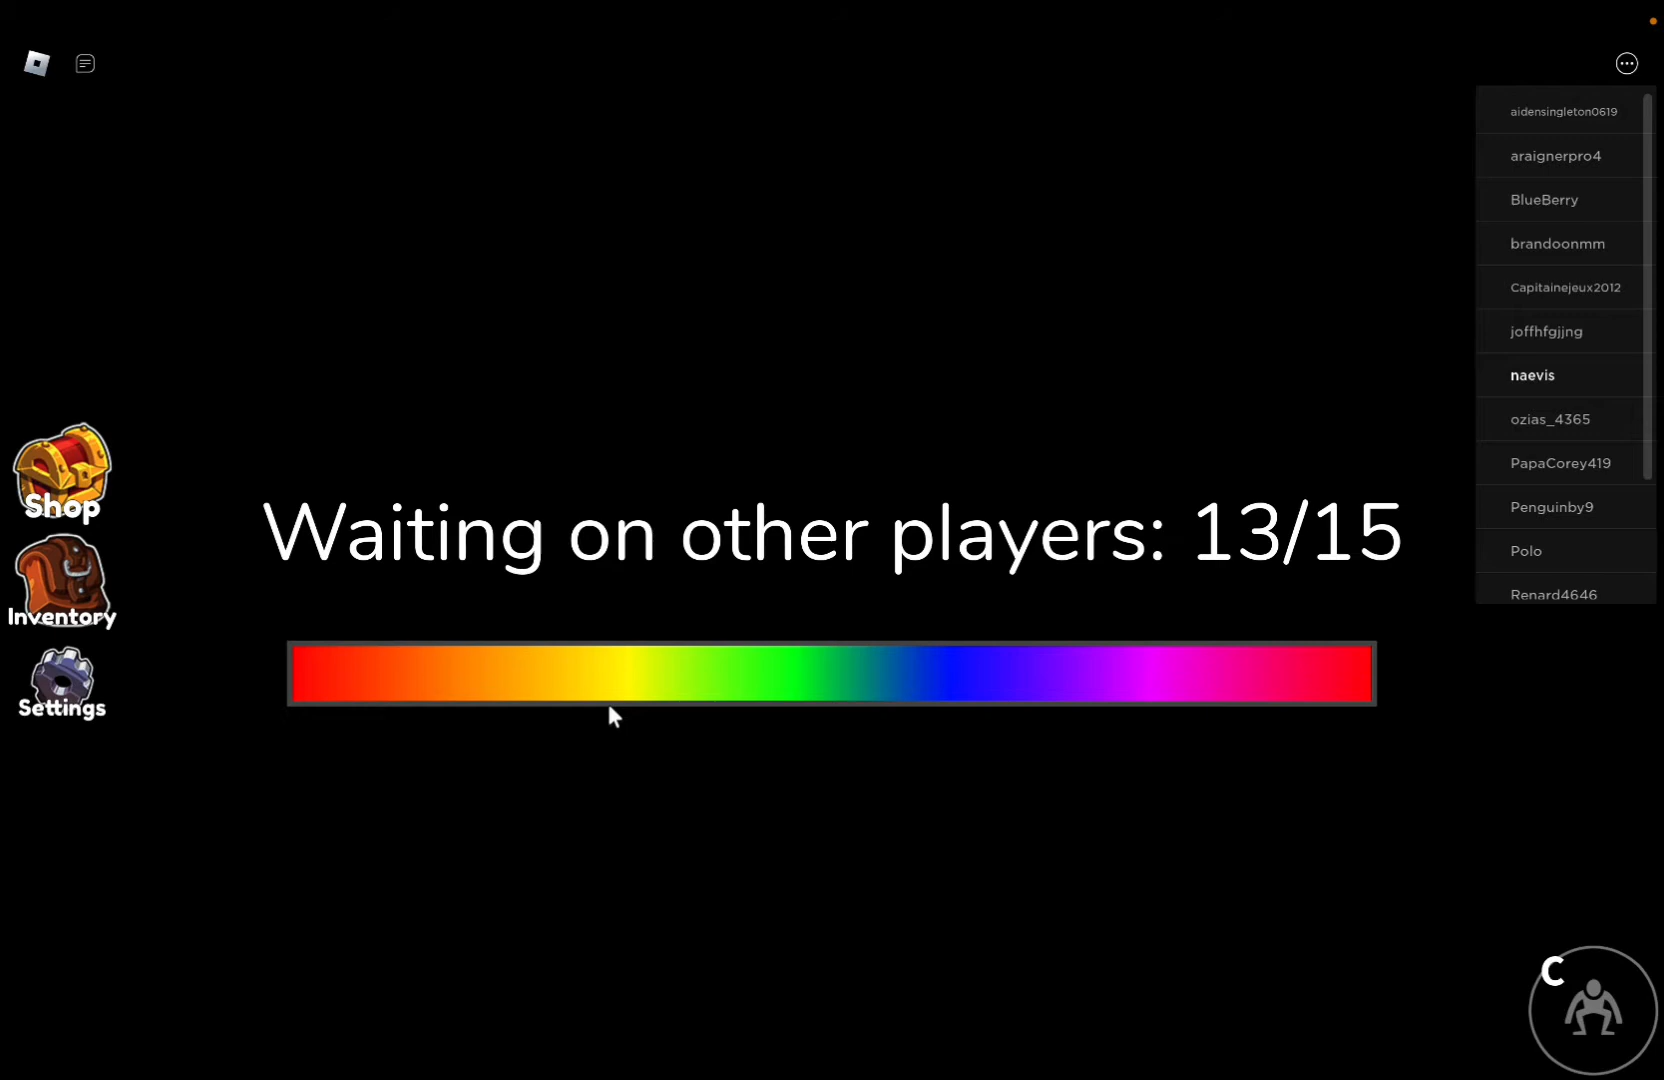 aidensingleton0619
araignerpro4
BlueBerry
brandoonmm
Capitainejeux2012
joffhfgjjng
naevis
ozias_4365
PapaCorey419
Penguinby9
Polo
Renard4646
Shop
Inventory
Settings
Waiting on other players: 13/15
C